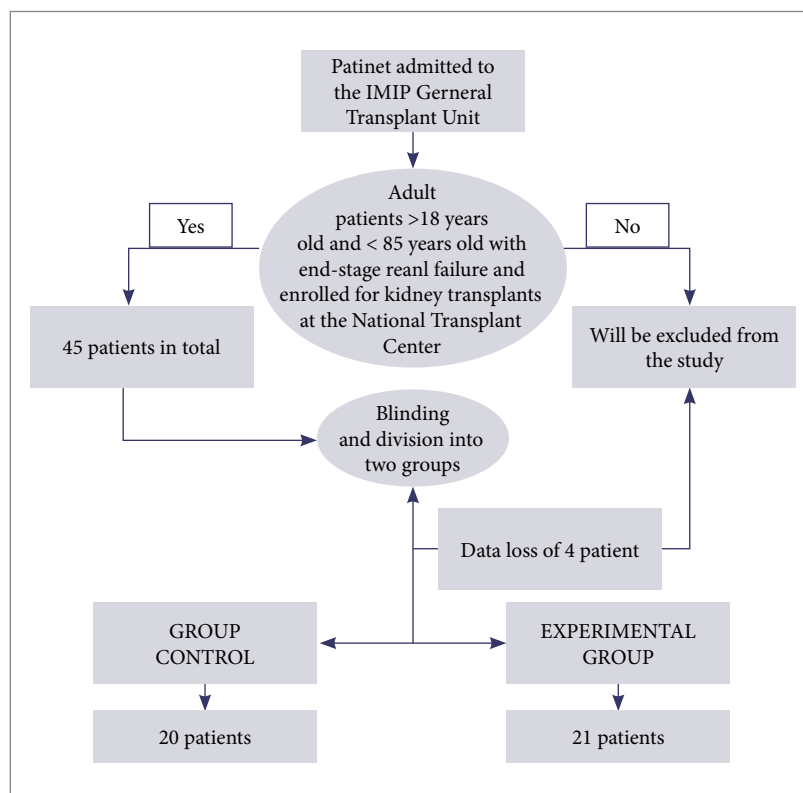 Patinet admitted to
the IMIP Gerneral
Transplant Unit
Adult
patients >18 years
old and < 85 years old with
end-stage reanl failure and
enrolled for kidney transplants
at the National Transplant
Center
Yes
No
45 patients in total
Will be excluded from
the study
Blinding
and division into
two groups
Data loss of 4 patient
GROUP
CONTROL
EXPERIMENTAL
GROUP
20 patients
21 patients